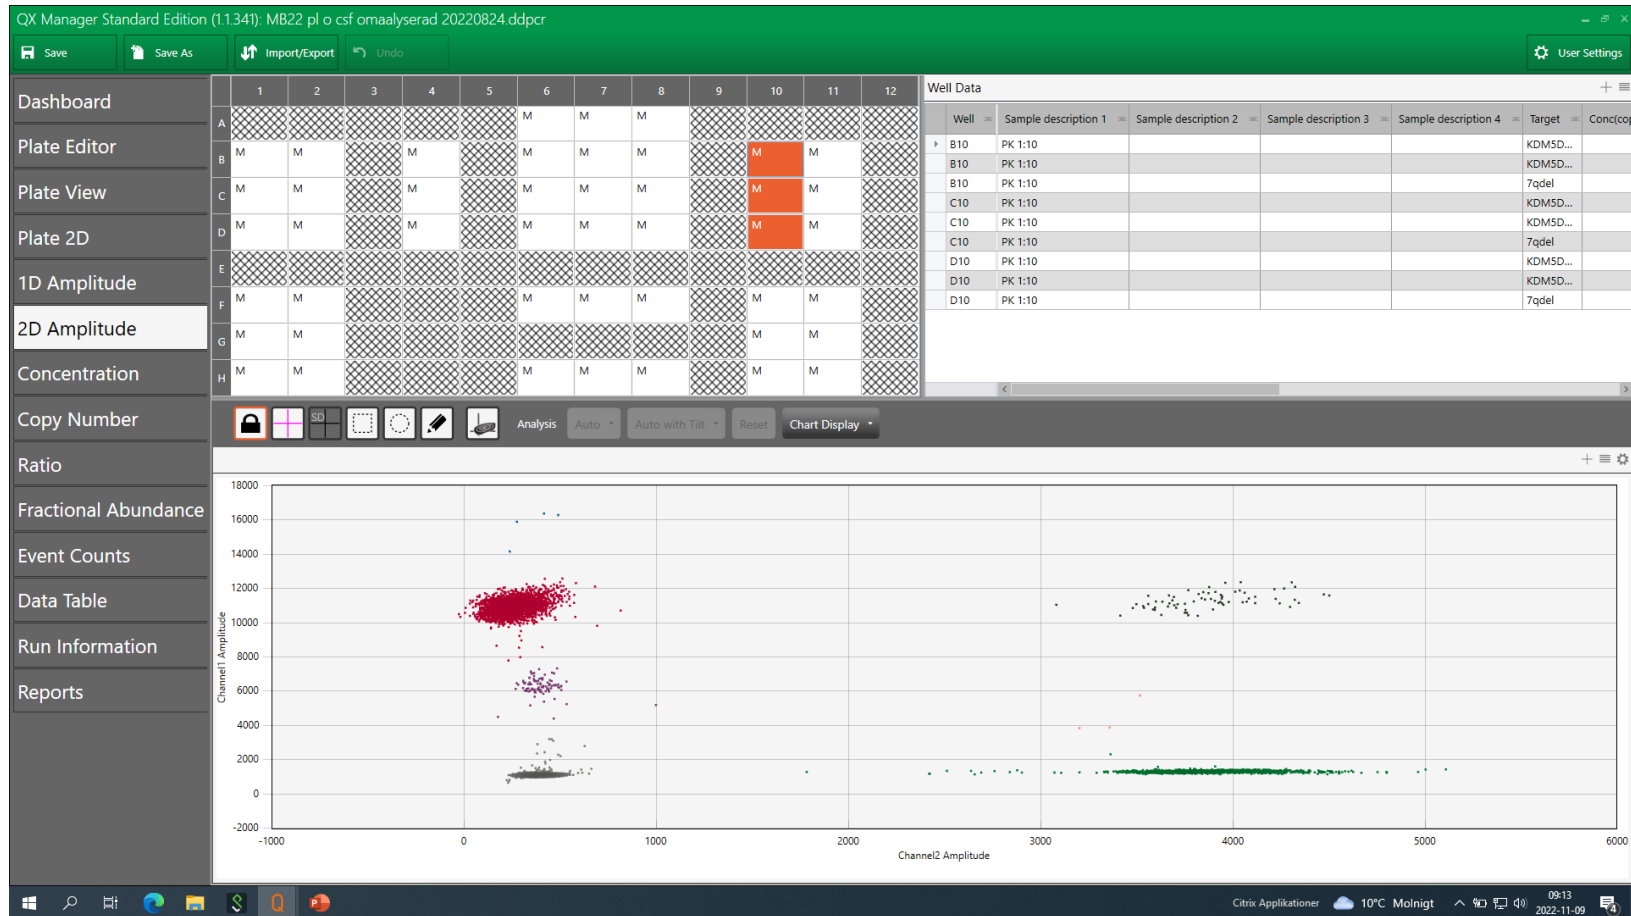 QX Manager Standard Edition (1.1.341): MB22 pl o csf omaalyserad 20220824.ddpcr
Save
Save As
Import/Export
Undo
User Settings
Dashboard
Plate Editor
Plate View
Plate 2D
1D Amplitude
2D Amplitude
Concentration
Copy Number
Ratio
Fractional Abundance
Event Counts
Data Table
Run Information
Reports
1 2 3 4 5 6 7 8 9 10 11 12
A M M M
B M M M M M M M M
C M M M M M M M M
D M M M M M M M M
E
F M M M M M M M
G M M M M
H M M M M M M M
Well Data
Well Sample description 1 Sample description 2 Sample description 3 Sample description 4 Target Conc(cop
B10 PK 1:10 KDM5D...
B10 PK 1:10 KDM5D...
B10 PK 1:10 7qdel
C10 PK 1:10 KDM5D...
C10 PK 1:10 KDM5D...
C10 PK 1:10 7qdel
D10 PK 1:10 KDM5D...
D10 PK 1:10 KDM5D...
D10 PK 1:10 7qdel
SD
Analysis
Auto
Auto with Tilt
Reset
Chart Display
Channel1 Amplitude
18000
16000
14000
12000
10000
8000
6000
4000
2000
0
-2000
-1000 0 1000 2000 3000 4000 5000 6000
Channel2 Amplitude
Citrix Applikationer
10°C Molnigt
09:13
2022-11-09
4